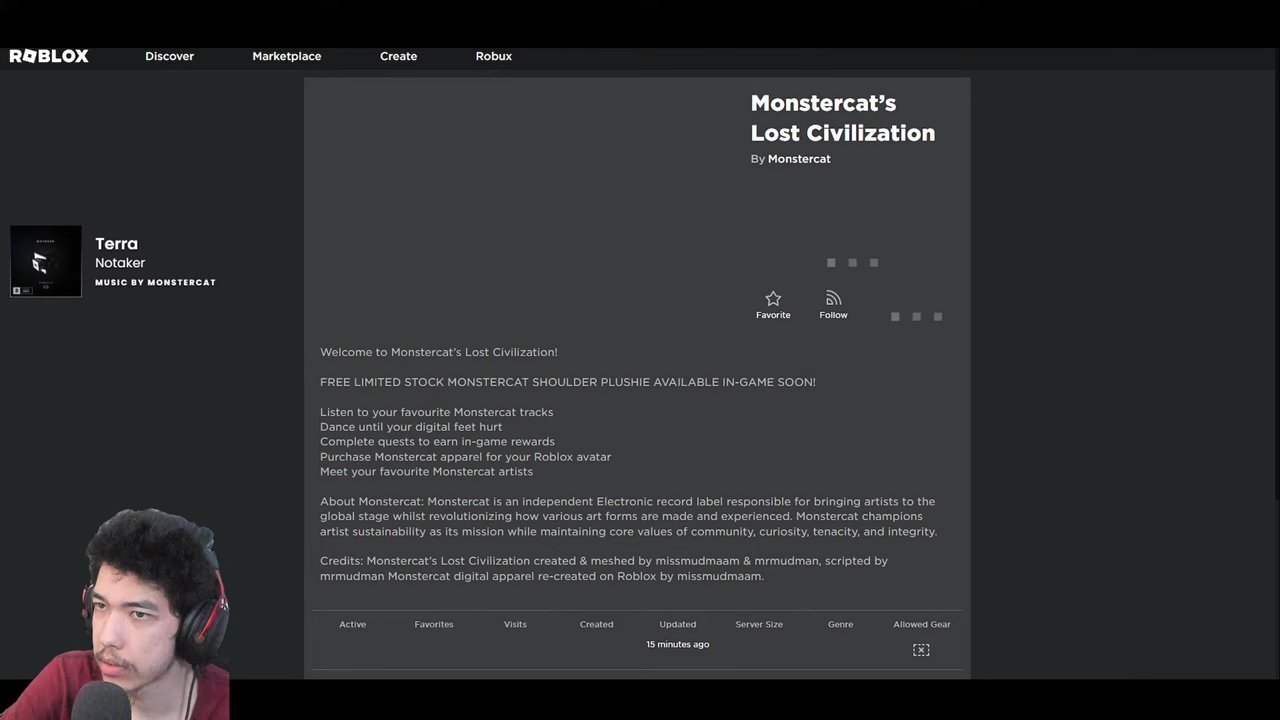 ROBLOX
Discover
Marketplace
Create
Robux
Monstercat's
Lost Civilization
By Monstercat
Terra
Notaker
MUSIC BY MONSTERCAT
Favorite
Follow
Welcome to Monstercat's Lost Civilization!
FREE LIMITED STOCK MONSTERCAT SHOULDER PLUSHIE AVAILABLE IN-GAME SOON!
Listen to your favourite Monstercat tracks
Dance until your digital feet hurt
Complete quests to earn in-game rewards
Purchase Monstercat apparel for your Roblox avatar
Meet your favourite Monstercat artists
About Monstercat: Monstercat is an independent Electronic record label responsible for bringing artists to the
global stage whilst revolutionizing how various art forms are made and experienced. Monstercat champions
artist sustainability as its mission while maintaining core values of community, curiosity, tenacity, and integrity.
Credits: Monstercat's Lost Civilization created & meshed by missmudmaam & mrmudman, scripted by
mrmudman Monstercat digital apparel re-created on Roblox by missmudmaam.
Active
Favorites
Visits
Created
Updated
Server Size
Genre
Allowed Gear
15 minutes ago